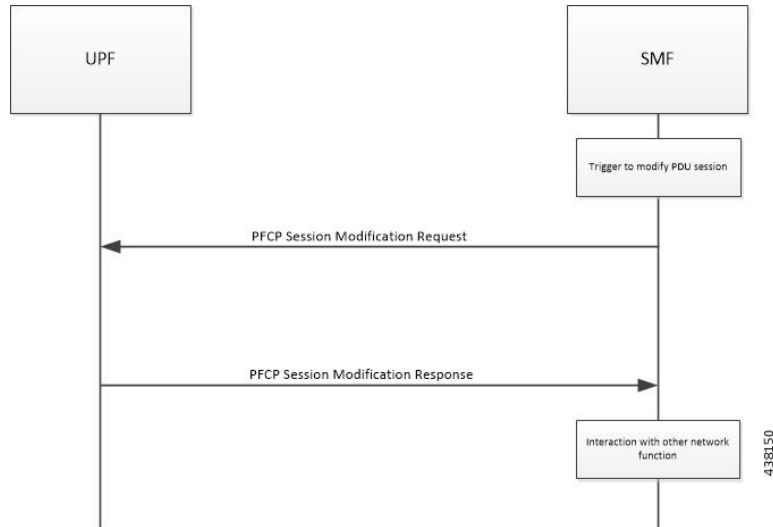 UPF
SMF
Trigger to modify PDU session
PFCP Session Modification Request
PFCP Session Modification Response
Interaction with other network
function
438150